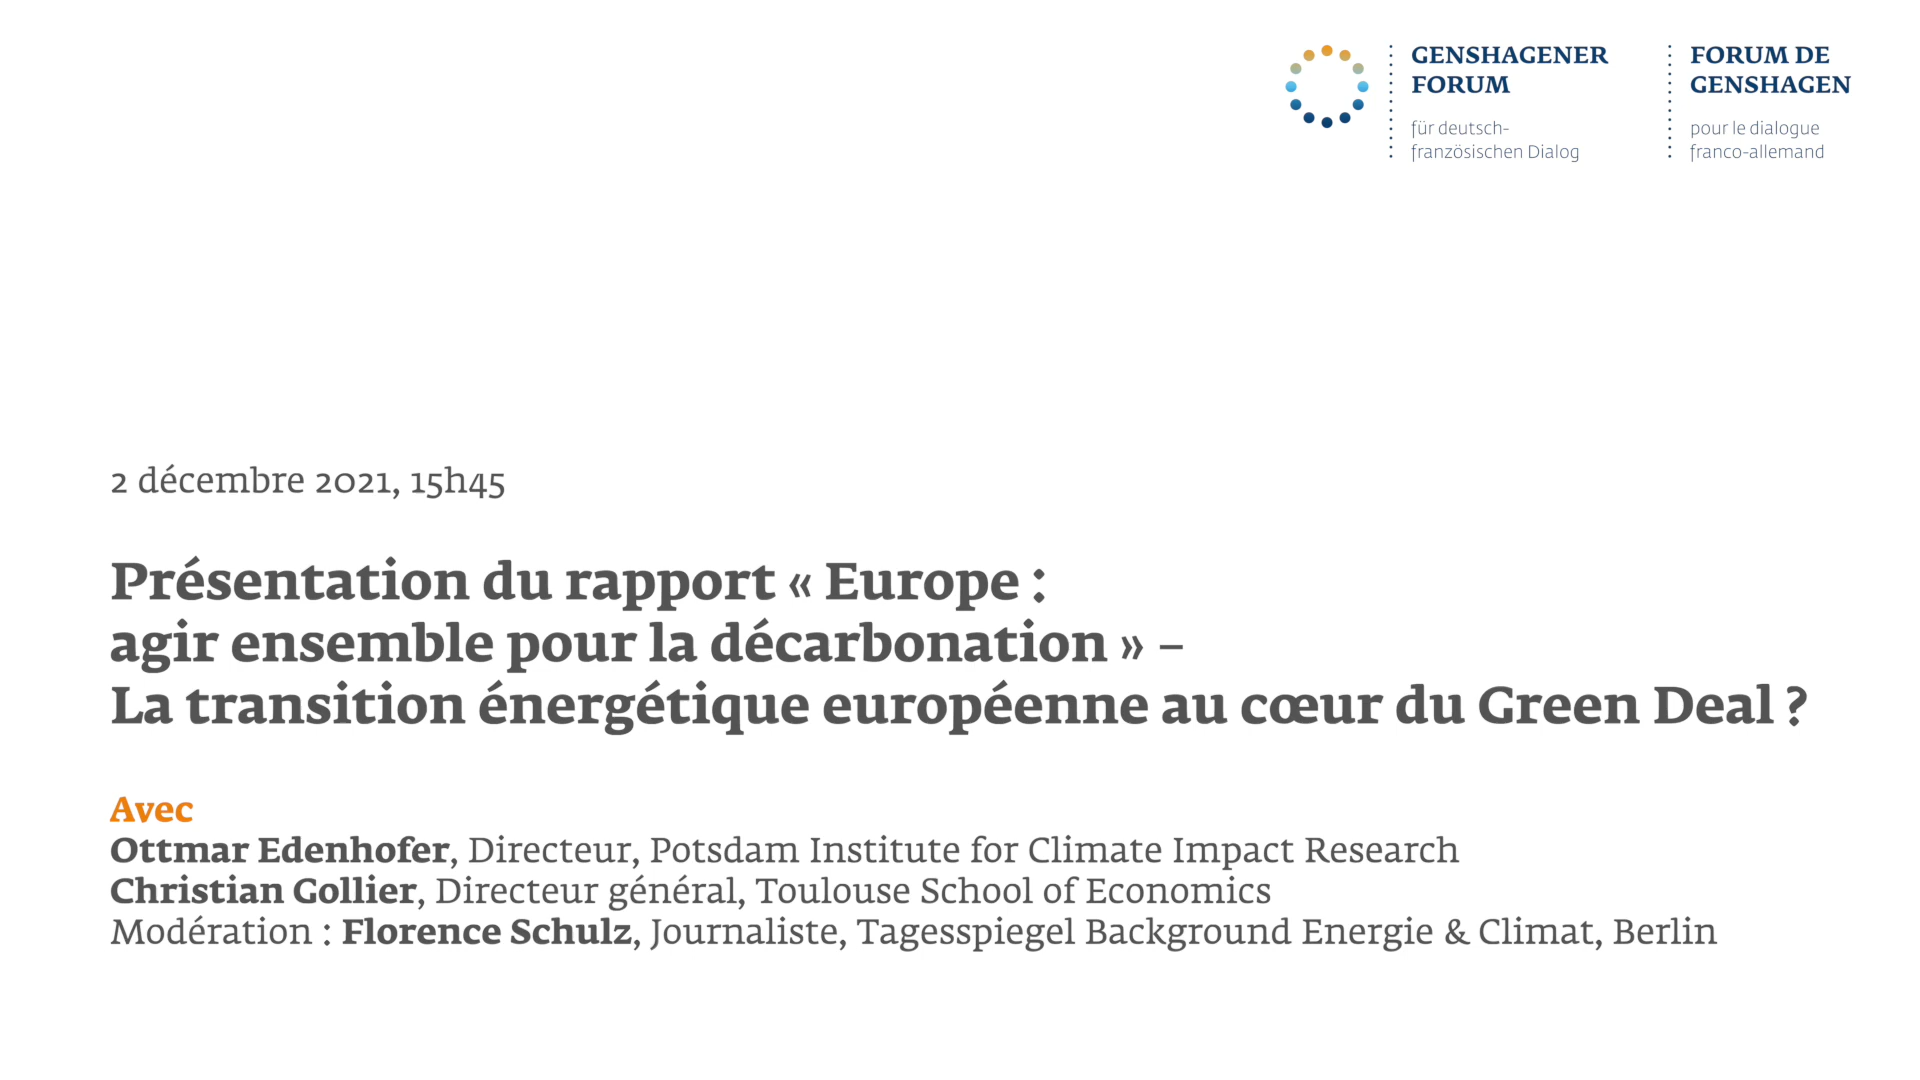 GENSHAGENER
FORUM
für deutsch-
französischen Dialog
FORUM DE
GENSHAGEN
pour le dialogue
franco-allemand
2 décembre 2021, 15h45
Présentation du rapport « Europe :
agir ensemble pour la décarbonation » –
La transition énergétique européenne au cœur du Green Deal ?
Avec
Ottmar Edenhofer, Directeur, Potsdam Institute for Climate Impact Research
Christian Gollier, Directeur général, Toulouse School of Economics
Modération : Florence Schulz, Journaliste, Tagesspiegel Background Energie & Climat, Berlin